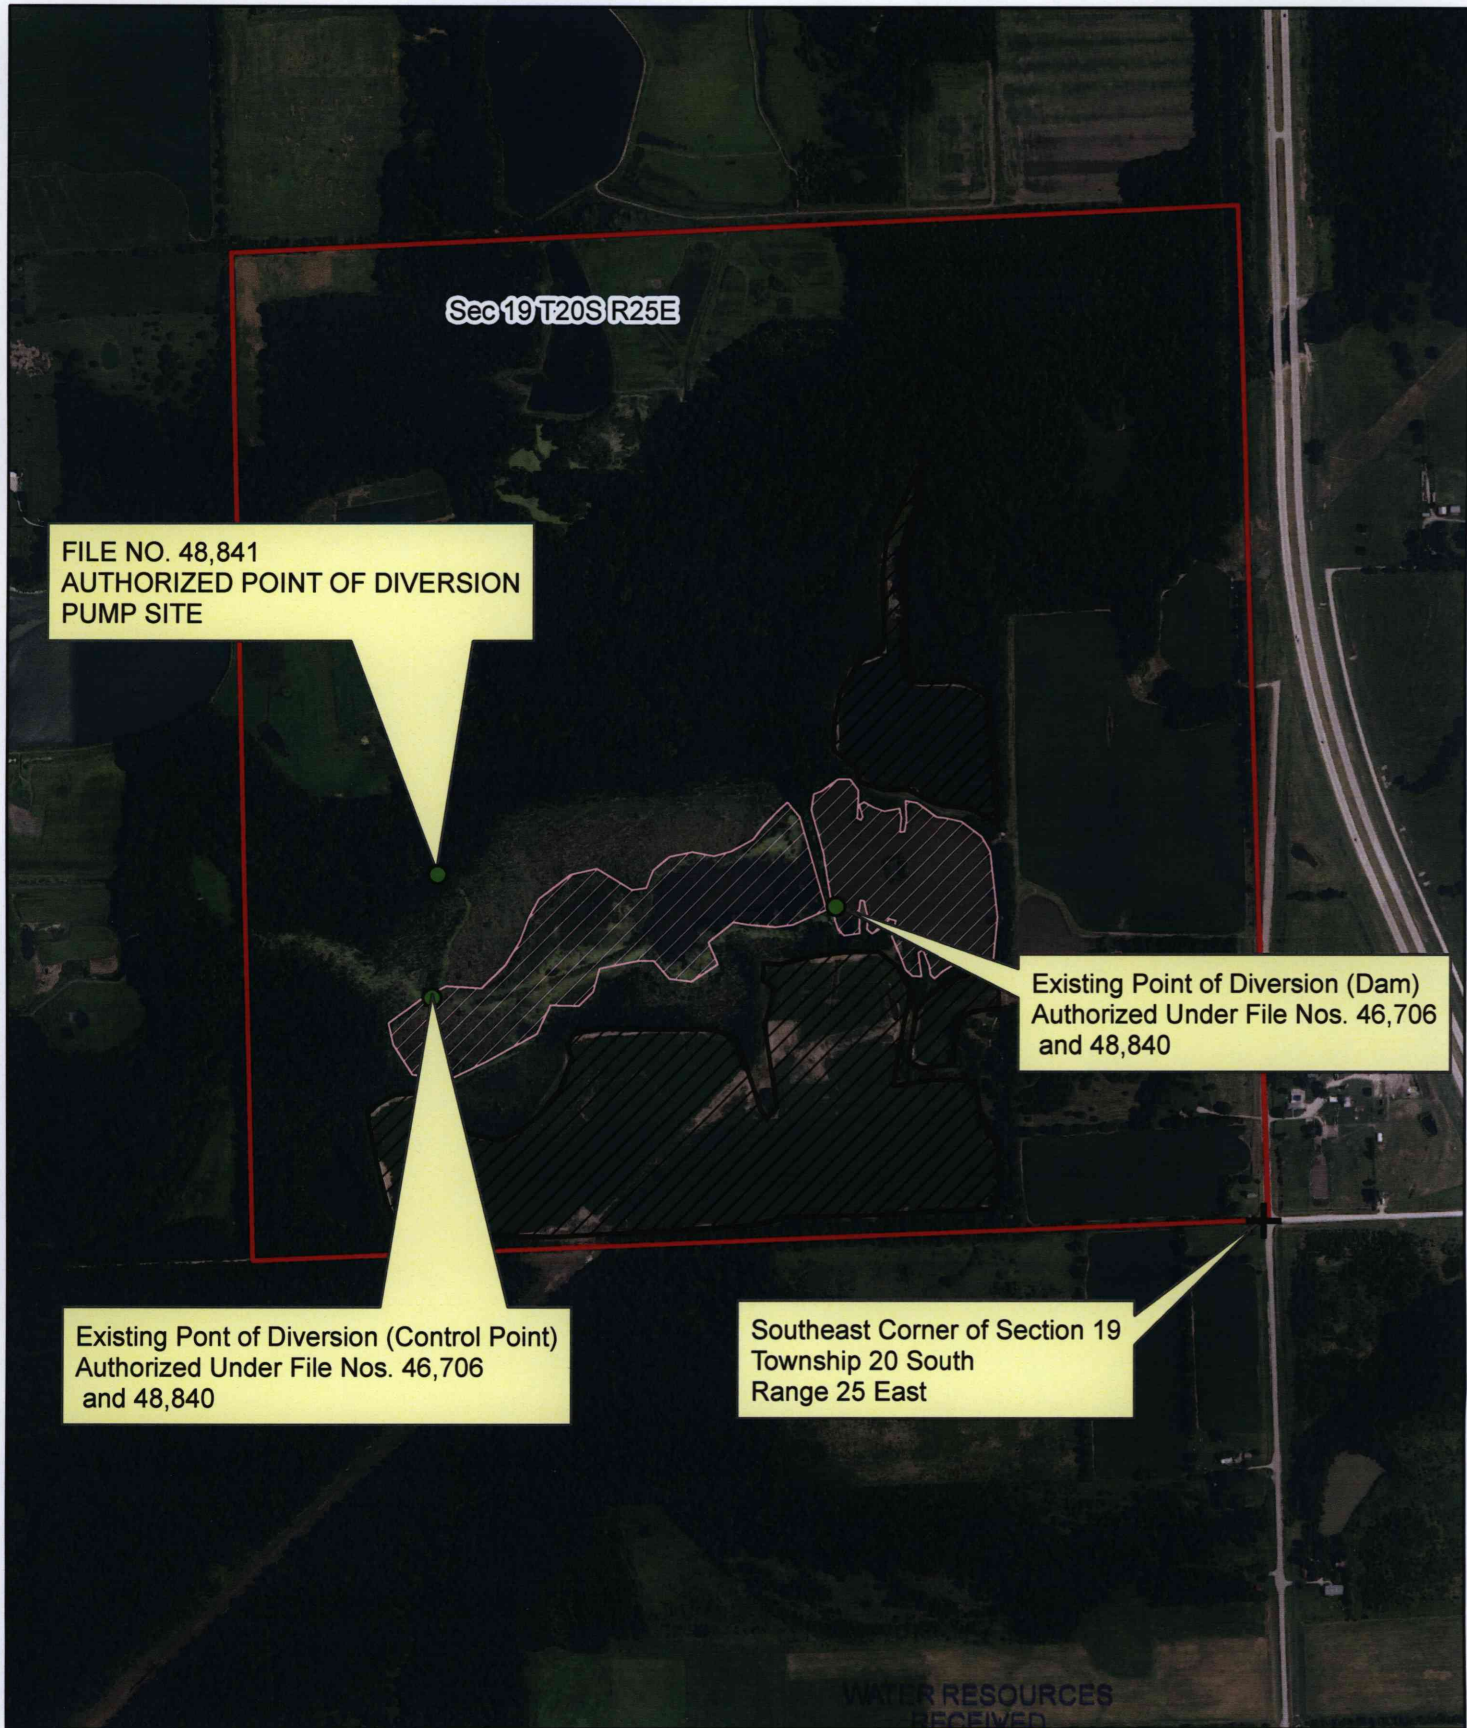 Sec 19 T20S R25E
FILE NO. 48,841
AUTHORIZED POINT OF DIVERSION
PUMP SITE
Existing Point of Diversion (Dam)
Authorized Under File Nos. 46,706
and 48,840
Existing Pont of Diversion (Control Point)
Authorized Under File Nos. 46,706
and 48,840
Southeast Corner of Section 19
Township 20 South
Range 25 East
WATER RESOURCES
RECEIVED